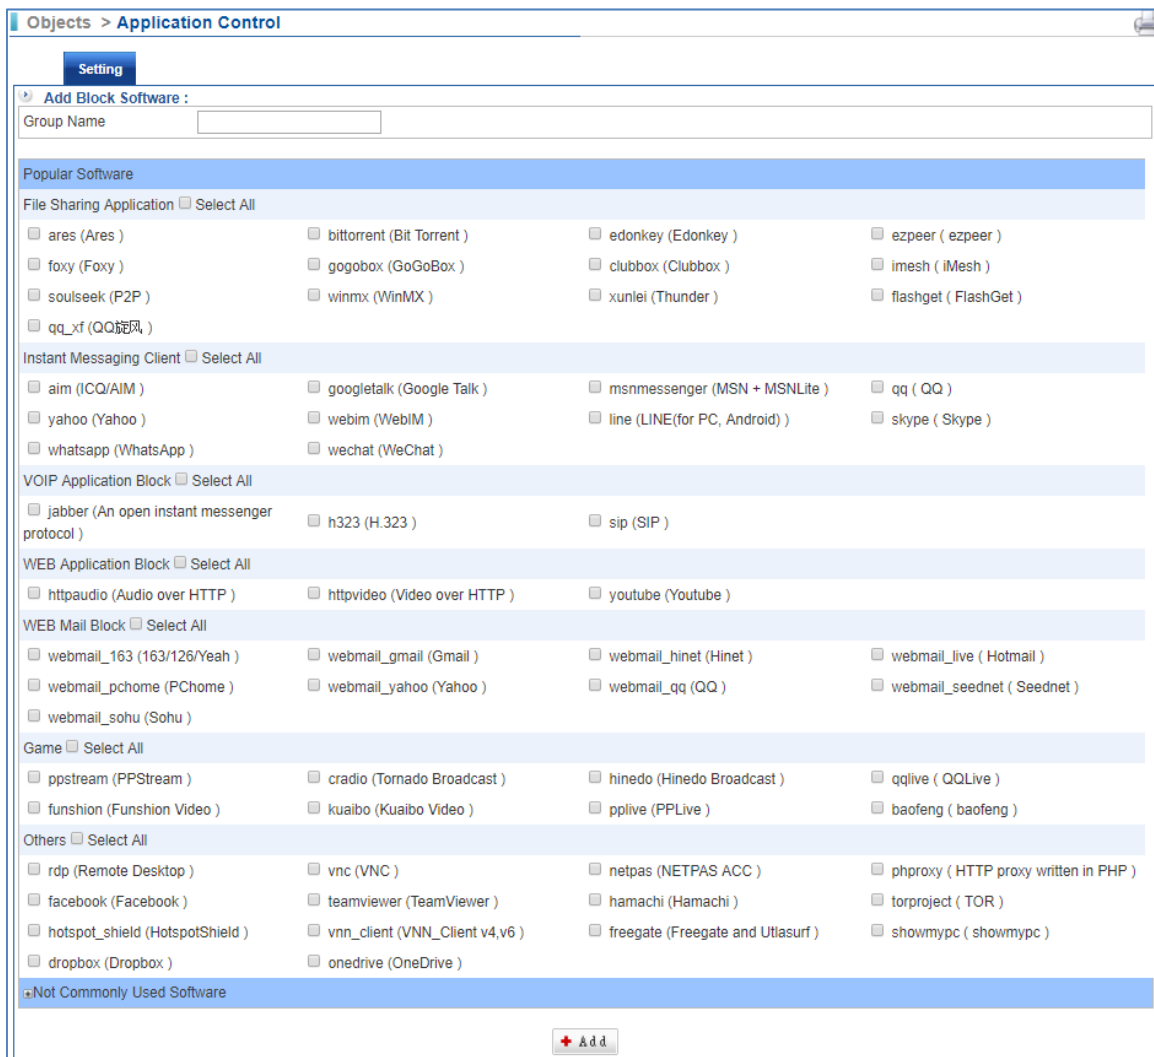 Objects > Application Control
Setting
Add Block Software :
Group Name
Popular Software
File Sharing Application Select All
ares (Ares ) bittorrent (Bit Torrent ) edonkey (Edonkey ) ezpeer ( ezpeer )
foxy (Foxy ) gogobox (GoGoBox ) clubbox (Clubbox ) imesh ( iMesh )
soulseek (P2P ) winmx (WinMX ) xunlei (Thunder ) flashget ( FlashGet )
qq_xf (QQ旋风 )
Instant Messaging Client Select All
aim (ICQ/AIM ) googletalk (Google Talk ) msnmessenger (MSN + MSNLite ) qq ( QQ )
yahoo (Yahoo ) webim (WebIM ) line (LINE(for PC, Android) ) skype ( Skype )
whatsapp (WhatsApp ) wechat (WeChat )
VOIP Application Block Select All
jabber (An open instant messenger
protocol ) h323 (H.323 ) sip (SIP )
WEB Application Block Select All
httpaudio (Audio over HTTP ) httpvideo (Video over HTTP ) youtube (Youtube )
WEB Mail Block Select All
webmail_163 (163/126/Yeah ) webmail_gmail (Gmail ) webmail_hinet (Hinet ) webmail_live ( Hotmail )
webmail_pchome (PChome ) webmail_yahoo (Yahoo ) webmail_qq (QQ ) webmail_seednet ( Seednet )
webmail_sohu (Sohu )
Game Select All
ppstream (PPStream ) cradio (Tornado Broadcast ) hinedo (Hinedo Broadcast ) qqlive ( QQLive )
funshion (Funshion Video ) kuaibo (Kuaibo Video ) pplive (PPLive ) baofeng ( baofeng )
Others Select All
rdp (Remote Desktop ) vnc (VNC ) netpas (NETPAS ACC ) phproxy ( HTTP proxy written in PHP )
facebook (Facebook ) teamviewer (TeamViewer ) hamachi (Hamachi ) torproject ( TOR )
hotspot_shield (HotspotShield ) vnn_client (VNN_Client v4,v6 ) freegate (Freegate and Utlasurf ) showmypc ( showmypc )
dropbox (Dropbox ) onedrive (OneDrive )
Not Commonly Used Software
Add